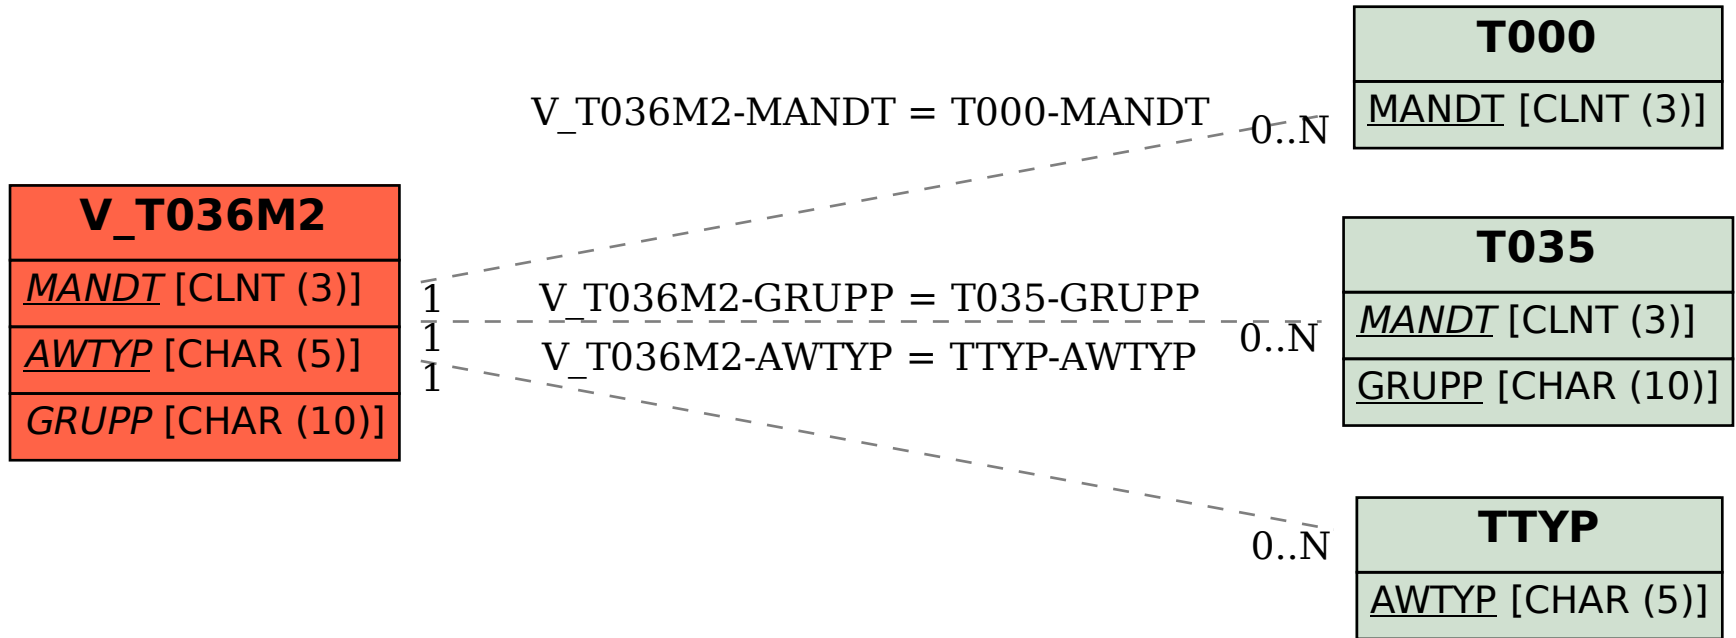 V_T036M2
MANDT [CLNT (3)]
AWTYP [CHAR (5)]
GRUPP [CHAR (10)]
V_T036M2-MANDT = T000-MANDT
0..N
1
V_T036M2-GRUPP = T035-GRUPP
0..N
1
V_T036M2-AWTYP = TTYP-AWTYP
0..N
1
T000
MANDT [CLNT (3)]
T035
MANDT [CLNT (3)]
GRUPP [CHAR (10)]
TTYP
AWTYP [CHAR (5)]